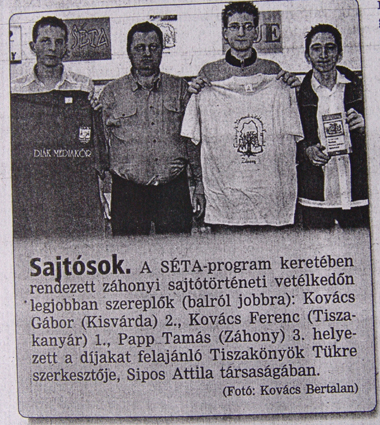 SÉTA
DIÁK MÉDIAKÖR
Sajtósok. A SÉTA-program keretében
rendezett záhonyi sajtótörténeti vetélkedőn
legjobban szereplők (balról jobbra): Kovács
Gábor (Kisvárda) 2., Kovács Ferenc (Tisza-
kanyár) 1., Papp Tamás (Záhony) 3. helye-
zett a díjakat felajánló Tiszakönyök Tükre
szerkesztője, Sipos Attila társaságában.
(Fotó: Kovács Bertalan)